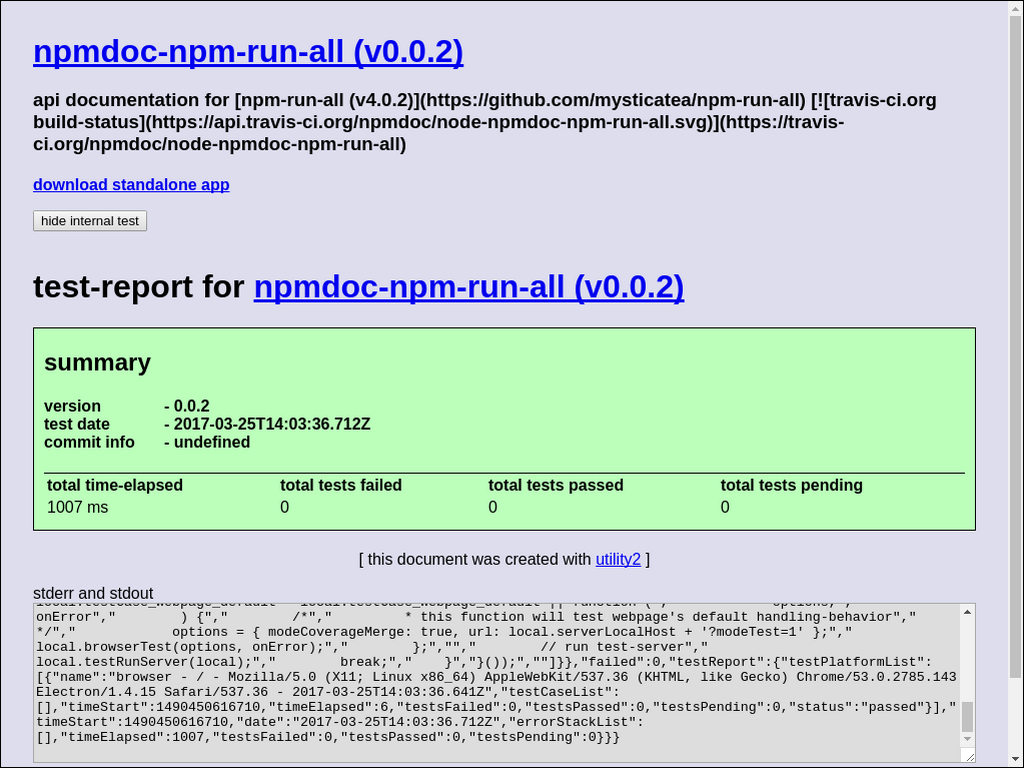 npmdoc-npm-run-all (v0.0.2)
api documentation for [npm-run-all (v4.0.2)](https://github.com/mysticatea/npm-run-all) [![travis-ci.org
build-status](https://api.travis-ci.org/npmdoc/node-npmdoc-npm-run-all.svg)](https://travis-
ci.org/npmdoc/node-npmdoc-npm-run-all)
download standalone app
hide internal test
test-report for npmdoc-npm-run-all (v0.0.2)
summary
version - 0.0.2
test date - 2017-03-25T14:03:36.712Z
commit info - undefined
total time-elapsed total tests failed total tests passed total tests pending
1007 ms 0 0 0
[ this document was created with utility2 ]
stderr and stdout
onError","        ) {","        /*","         * this function will test webpage's default handling-behavior","
*/","            options = { modeCoverageMerge: true, url: local.serverLocalHost + '?modeTest=1' };","
local.browserTest(options, onError);","        };","","        // run test-server","
local.testRunServer(local);","        break;","    }","}());",""]}},"failed":0,"testReport":{"testPlatformList":
[{"name":"browser - / - Mozilla/5.0 (X11; Linux x86_64) AppleWebKit/537.36 (KHTML, like Gecko) Chrome/53.0.2785.143
Electron/1.4.15 Safari/537.36 - 2017-03-25T14:03:36.641Z","testCaseList":
[],"timeStart":1490450616710,"timeElapsed":6,"testsFailed":0,"testsPassed":0,"testsPending":0,"status":"passed"}],"
timeStart":1490450616710,"date":"2017-03-25T14:03:36.712Z","errorStackList":
[],"timeElapsed":1007,"testsFailed":0,"testsPassed":0,"testsPending":0}}}